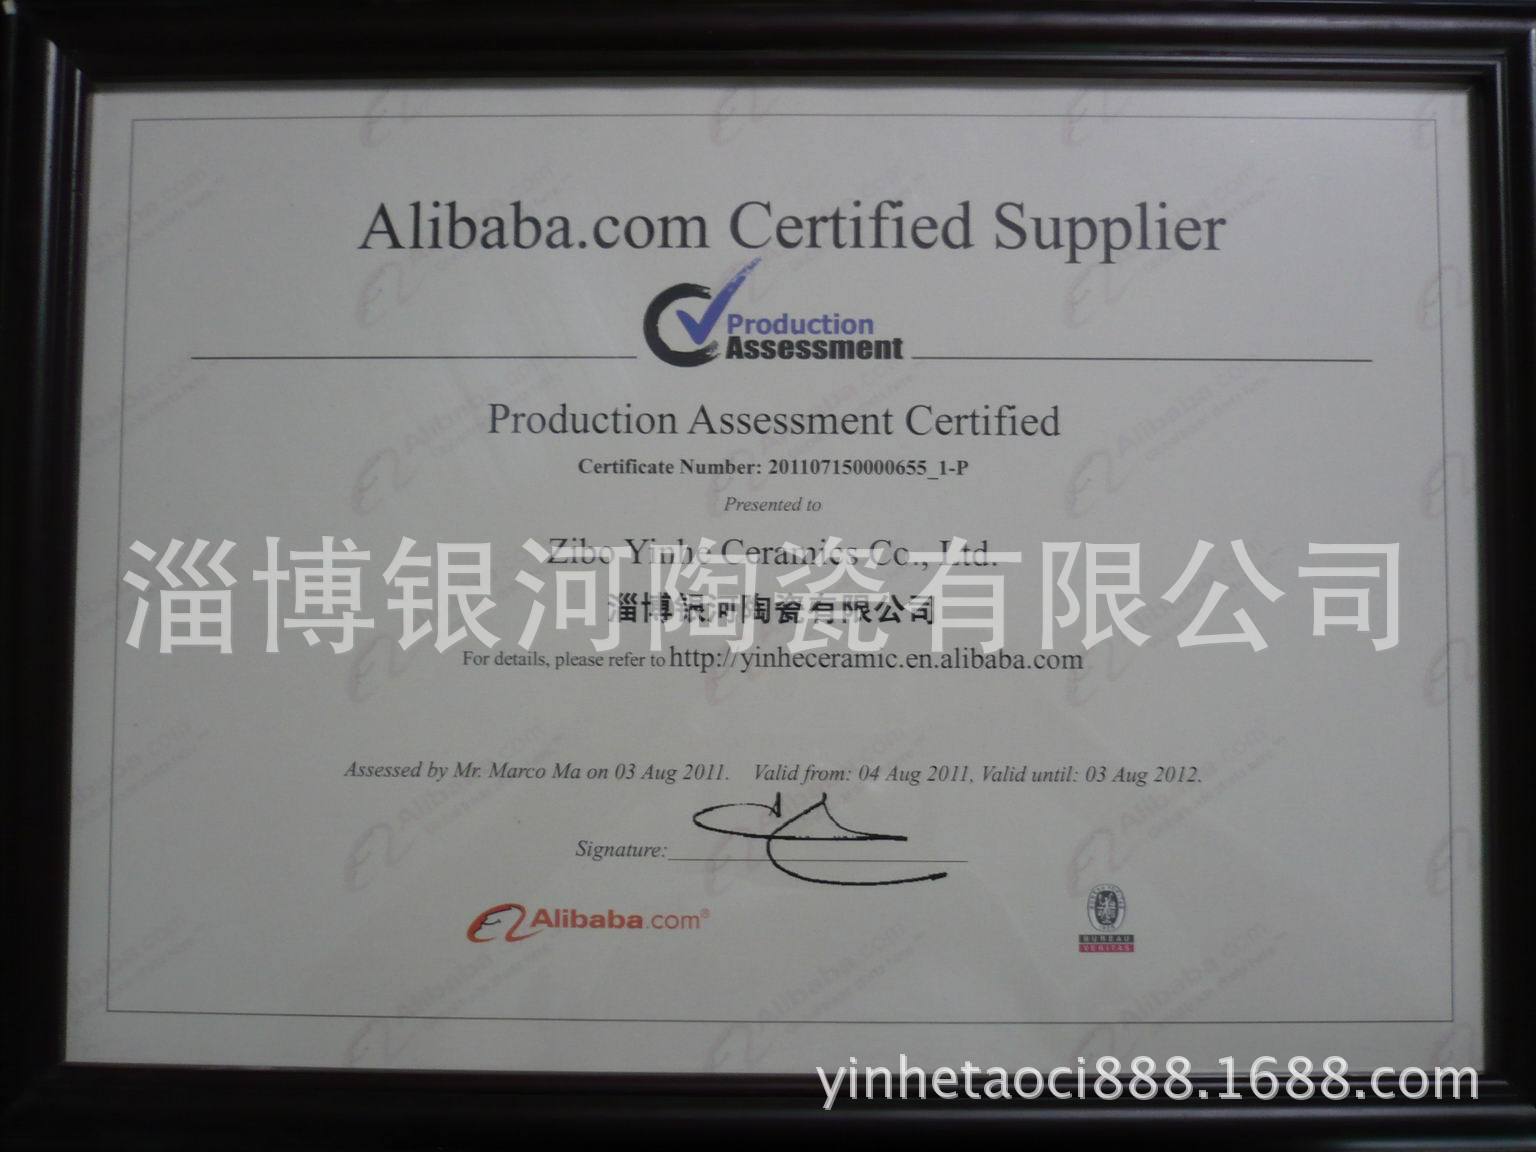 Alibaba.com Certified Supplier
Production
Assessment
Production Assessment Certified
Certificate Number: 201107150000655_1-P
Presented to
Zibo Yinhe Ceramics Co., Ltd.
淄博银河陶瓷有限公司
淄博银河陶瓷有限公司
For details, please refer to http://yinheceramic.en.alibaba.com
Assessed by Mr. Marco Ma on 03 Aug 2011. Valid from: 04 Aug 2011, Valid until: 03 Aug 2012.
Signature:
Alibaba.com®
BUREAU
VERITAS
yinhetaoci888.1688.com